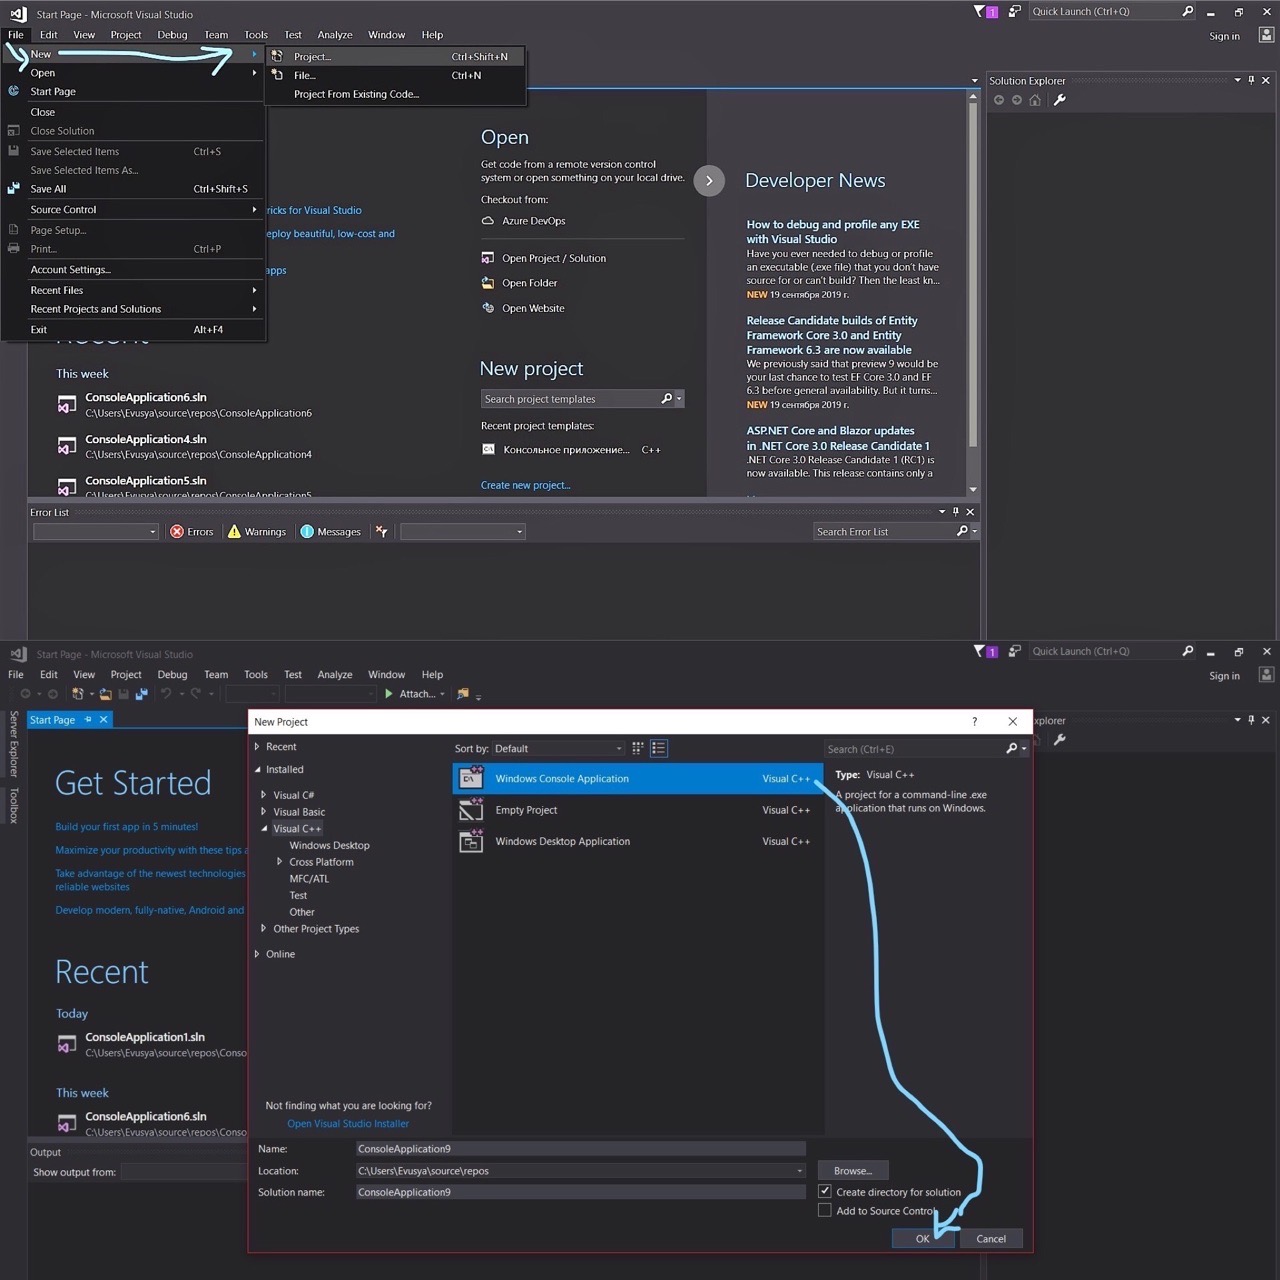 Start Page - Microsoft Visual Studio
1
Quick Launch (Ctrl+Q)
File Edit View Project Debug Team Tools Test Analyze Window Help
Sign in
New
Project... Ctrl+Shift+N
File... Ctrl+N
Project From Existing Code...
Open
Start Page
Close
Close Solution
Save Selected Items Ctrl+S
Save Selected Items As...
Save All Ctrl+Shift+S
Source Control
Page Setup...
Print... Ctrl+P
Account Settings...
Recent Files
Recent Projects and Solutions
Exit Alt+F4
ricks for Visual Studio
eploy beautiful, low-cost and
apps
This week
ConsoleApplication6.sln
C:\Users\Evusya\source\repos\ConsoleApplication6
ConsoleApplication4.sln
C:\Users\Evusya\source\repos\ConsoleApplication4
ConsoleApplication5.sln
C:\Users\Evusya\source\repos\ConsoleApplication5
Open
Get code from a remote version control
system or open something on your local drive.
Checkout from:
Azure DevOps
Open Project / Solution
Open Folder
Open Website
New project
Search project templates
Recent project templates:
Консольное приложение... C++
Create new project...
Developer News
How to debug and profile any EXE
with Visual Studio
Have you ever needed to debug or profile
an executable (.exe file) that you don't have
source for or can't build? Then the least kn...
NEW 19 сентября 2019 г.
Release Candidate builds of Entity
Framework Core 3.0 and Entity
Framework 6.3 are now available
We previously said that preview 9 would be
your last chance to test EF Core 3.0 and EF
6.3 before general availability. But it turns...
NEW 19 сентября 2019 г.
ASP.NET Core and Blazor updates
in .NET Core 3.0 Release Candidate 1
.NET Core 3.0 Release Candidate 1 (RC1) is
now available. This release contains only a
Solution Explorer
Error List
Errors Warnings Messages
Search Error List
Start Page - Microsoft Visual Studio
1
Quick Launch (Ctrl+Q)
File Edit View Project Debug Team Tools Test Analyze Window Help
Sign in
Attach...
Server Explorer
Toolbox
Start Page
Get Started
Build your first app in 5 minutes!
Maximize your productivity with these tips a
Take advantage of the newest technologies
reliable websites
Develop modern, fully-native, Android and
Recent
Today
ConsoleApplication1.sln
C:\Users\Evusya\source\repos\Conso
This week
ConsoleApplication6.sln
C:\Users\Evusya\source\repos\Conso
Output
Show output from:
New Project
?
Recent
Installed
Visual C#
Visual Basic
Visual C++
Windows Desktop
Cross Platform
MFC/ATL
Test
Other
Other Project Types
Online
Not finding what you are looking for?
Open Visual Studio Installer
Sort by: Default
Windows Console Application Visual C++
Empty Project Visual C++
Windows Desktop Application Visual C++
Search (Ctrl+E)
Type: Visual C++
A project for a command-line .exe
application that runs on Windows.
Name: ConsoleApplication9
Location: C:\Users\Evusya\source\repos
Browse...
Solution name: ConsoleApplication9
Create directory for solution
Add to Source Control
OK Cancel
xplorer